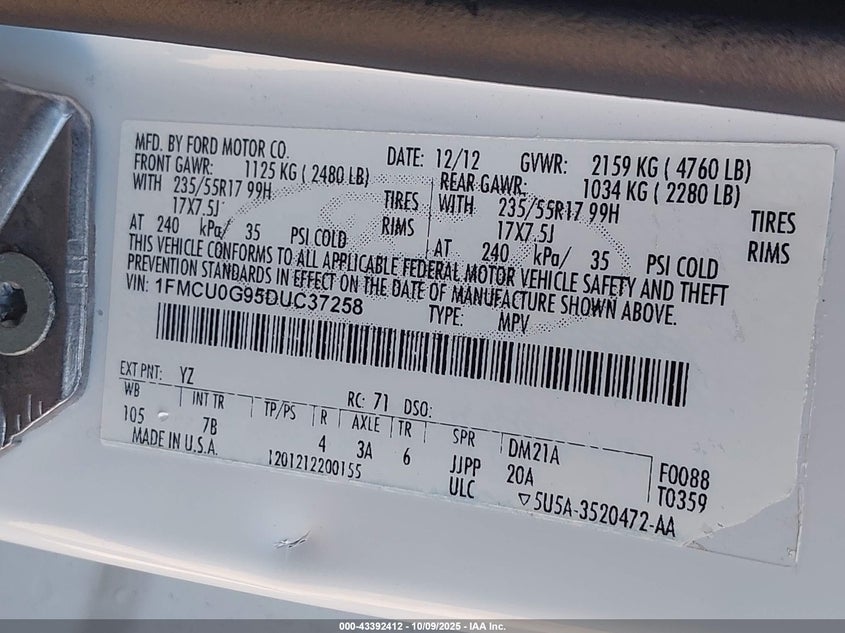 MFD. BY FORD MOTOR CO. DATE: 12/12 GVWR: 2159 KG ( 4760 LB)
FRONT GAWR: 1125 KG ( 2480 LB) REAR GAWR: 1034 KG ( 2280 LB)
WITH 235/55R17 99H TIRES WITH 235/55R17 99H TIRES
17X7.5J RIMS 17X7.5J RIMS
AT 240 kPa/ 35 PSI COLD AT 240 kPa/ 35 PSI COLD
THIS VEHICLE CONFORMS TO ALL APPLICABLE FEDERAL MOTOR VEHICLE SAFETY AND THEFT
PREVENTION STANDARDS IN EFFECT ON THE DATE OF MANUFACTURE SHOWN ABOVE.
VIN: 1FMCU0G95DUC37258 TYPE: MPV
EXT PNT: YZ RC: 71 DSO:
WB INT TR TP/PS R AXLE TR SPR DM21A F0088
105 7B 4 3A 6 JJPP 20A T0359
MADE IN U.S.A. 1201212200155 ULC ▽5U5A-3520472-AA
000-43392412 - 10/09/2025 - IAA Inc.